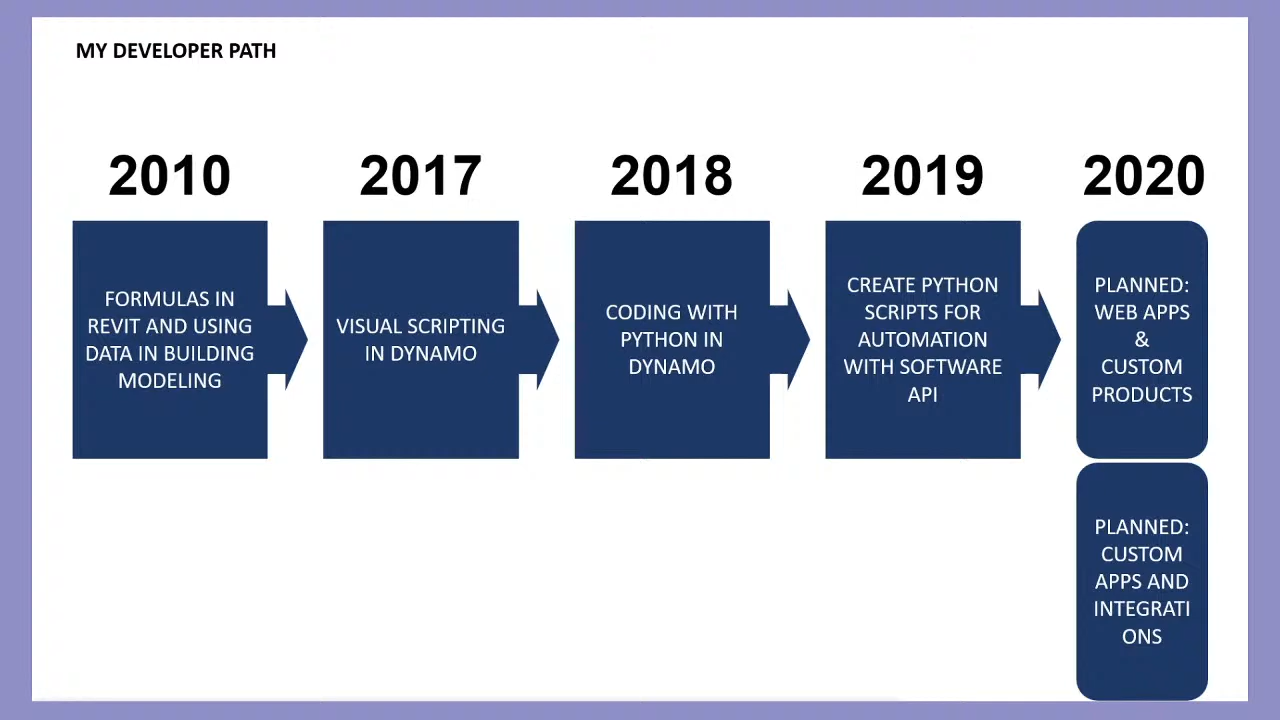 MY DEVELOPER PATH
2010
2017
2018
2019
2020
FORMULAS IN
REVIT AND USING
DATA IN BUILDING
MODELING
VISUAL SCRIPTING
IN DYNAMO
CODING WITH
PYTHON IN
DYNAMO
CREATE PYTHON
SCRIPTS FOR
AUTOMATION
WITH SOFTWARE
API
PLANNED:
WEB APPS
&
CUSTOM
PRODUCTS
PLANNED:
CUSTOM
APPS AND
INTEGRATI
ONS